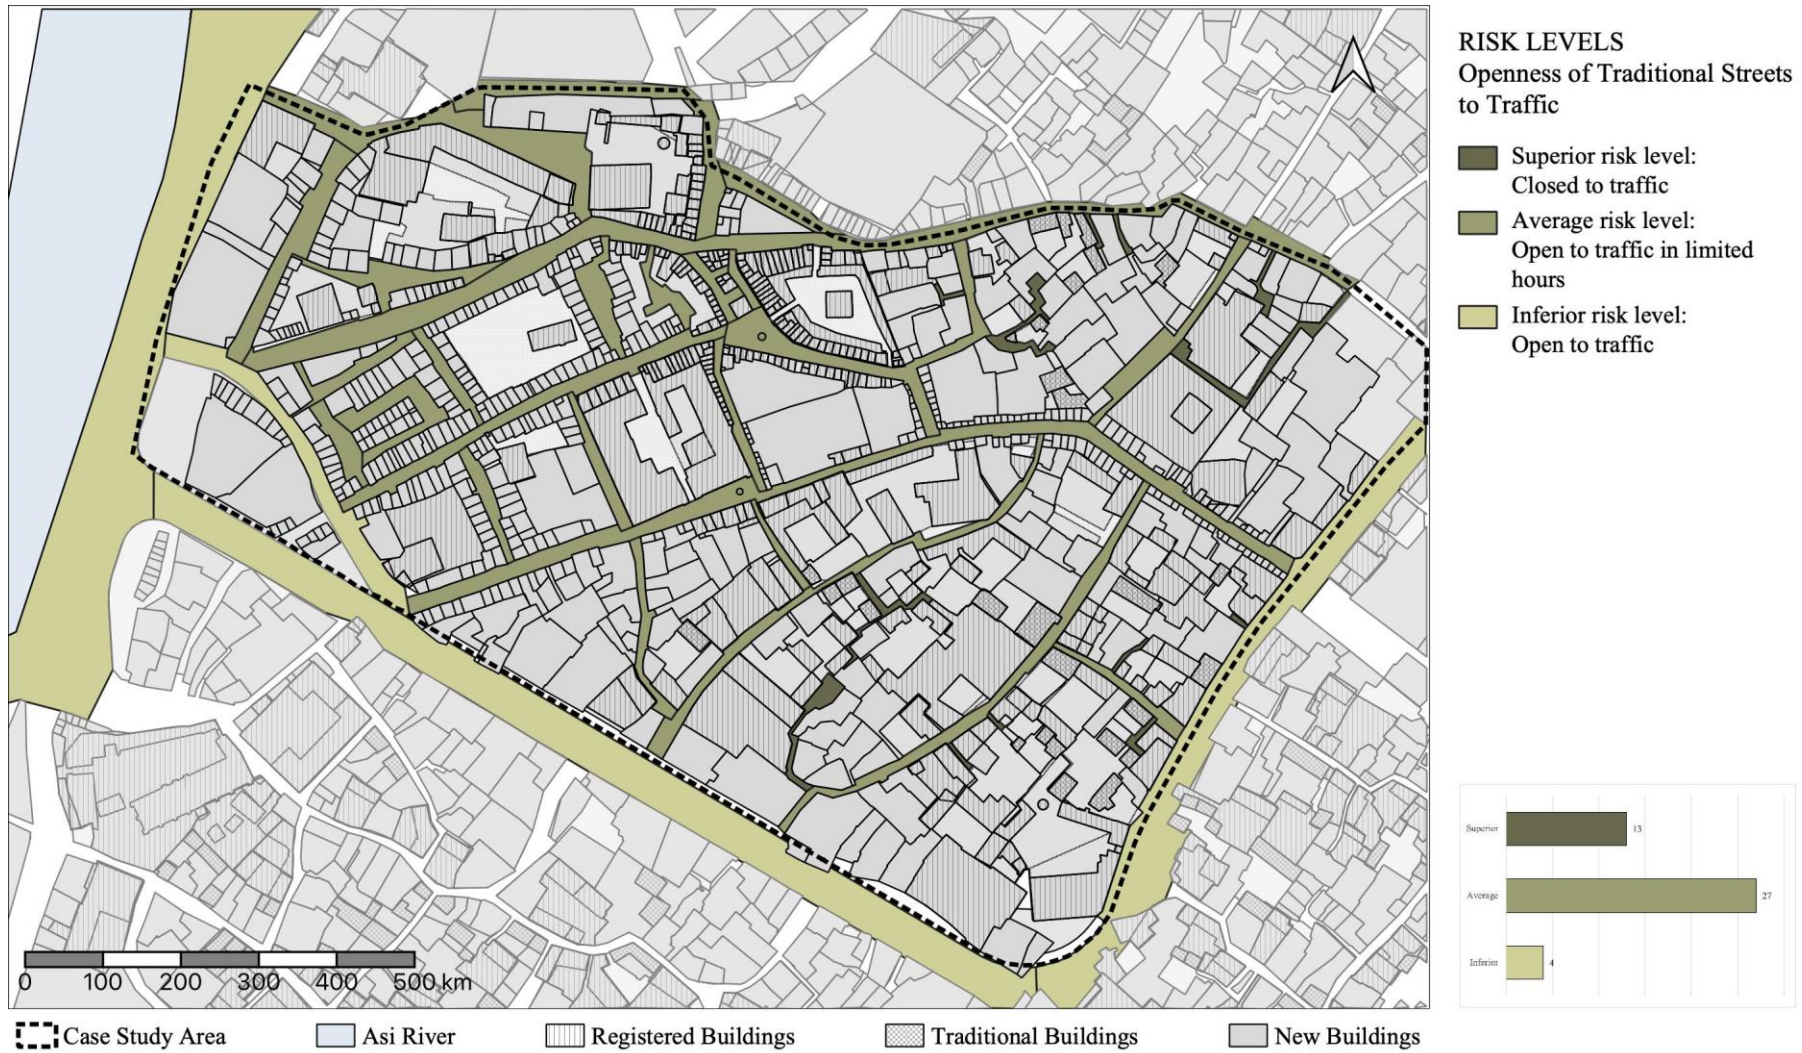 RISK LEVELS
Openness of Traditional Streets
to Traffic
Superior risk level:
Closed to traffic
Average risk level:
Open to traffic in limited
hours
Inferior risk level:
Open to traffic
Superior 13
Average 27
Inferior 4
0 100 200 300 400 500 km
Case Study Area Asi River Registered Buildings Traditional Buildings New Buildings